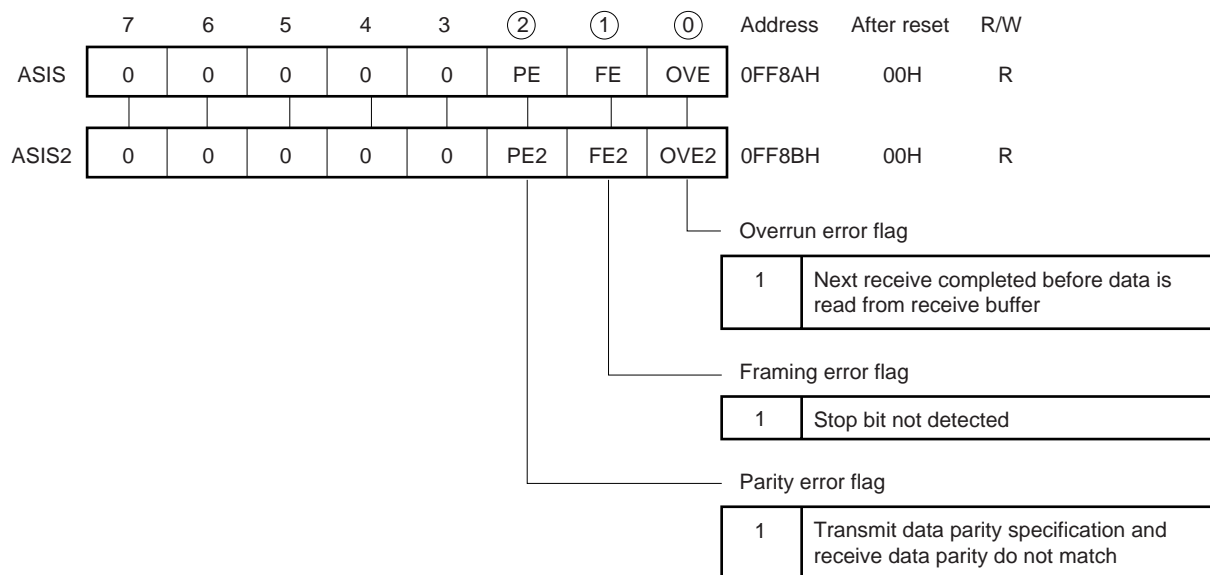 7 6 5 4 3 2 1 0 Address After reset R/W
ASIS 0 0 0 0 0 PE FE OVE 0FF8AH 00H R
ASIS2 0 0 0 0 0 PE2 FE2 OVE2 0FF8BH 00H R
Overrun error flag
1 Next receive completed before data is
read from receive buffer
Framing error flag
1 Stop bit not detected
Parity error flag
1 Transmit data parity specification and
receive data parity do not match